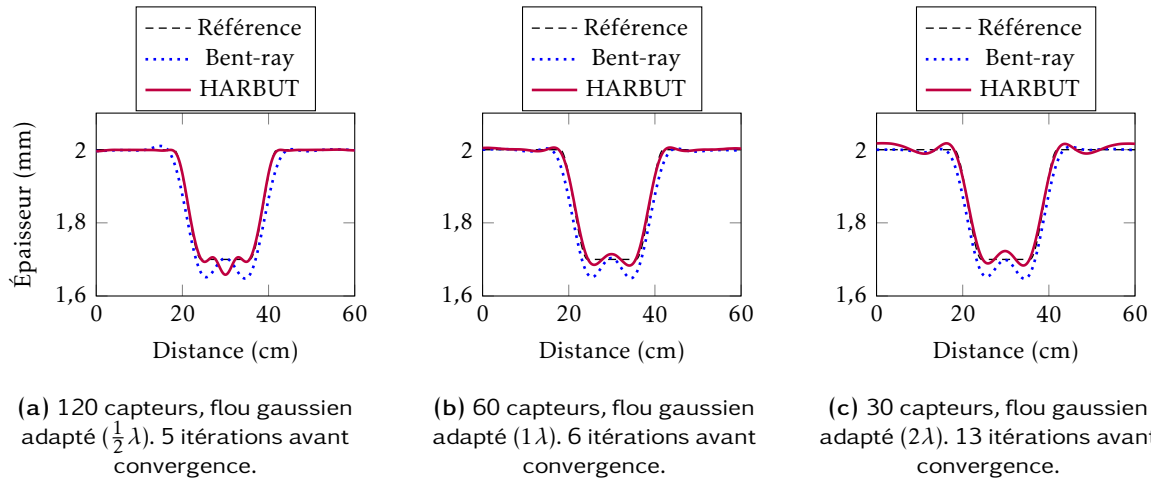 Référence
Bent-ray
HARBUT
Référence
Bent-ray
HARBUT
Référence
Bent-ray
HARBUT
Épaisseur (mm)
2
1,8
1,6
0 20 40 60
Distance (cm)
2
1,8
1,6
0 20 40 60
Distance (cm)
2
1,8
1,6
0 20 40 60
Distance (cm)
(a) 120 capteurs, flou gaussien
adapté (½λ). 5 itérations avant
convergence.
(b) 60 capteurs, flou gaussien
adapté (1λ). 6 itérations avant
convergence.
(c) 30 capteurs, flou gaussien
adapté (2λ). 13 itérations avant
convergence.